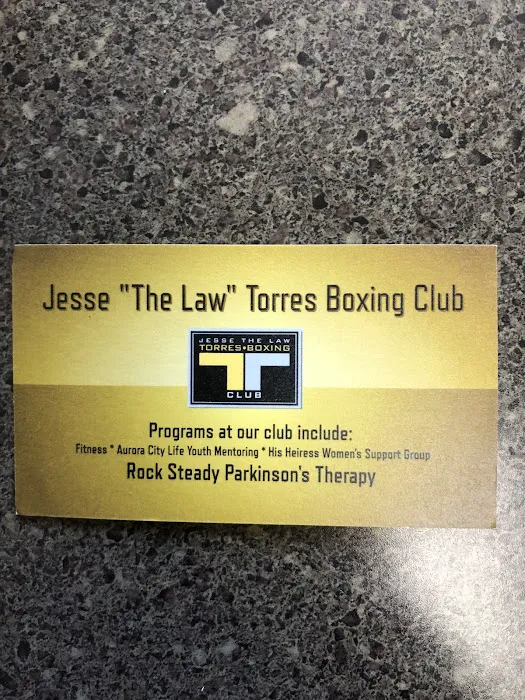 Jesse "The Law" Torres Boxing Club
JESSE THE LAW
TORRES•BOXING
CLUB
Programs at our club include:
Fitness * Aurora City Life Youth Mentoring * His Heiress Women's Support Group
Rock Steady Parkinson's Therapy